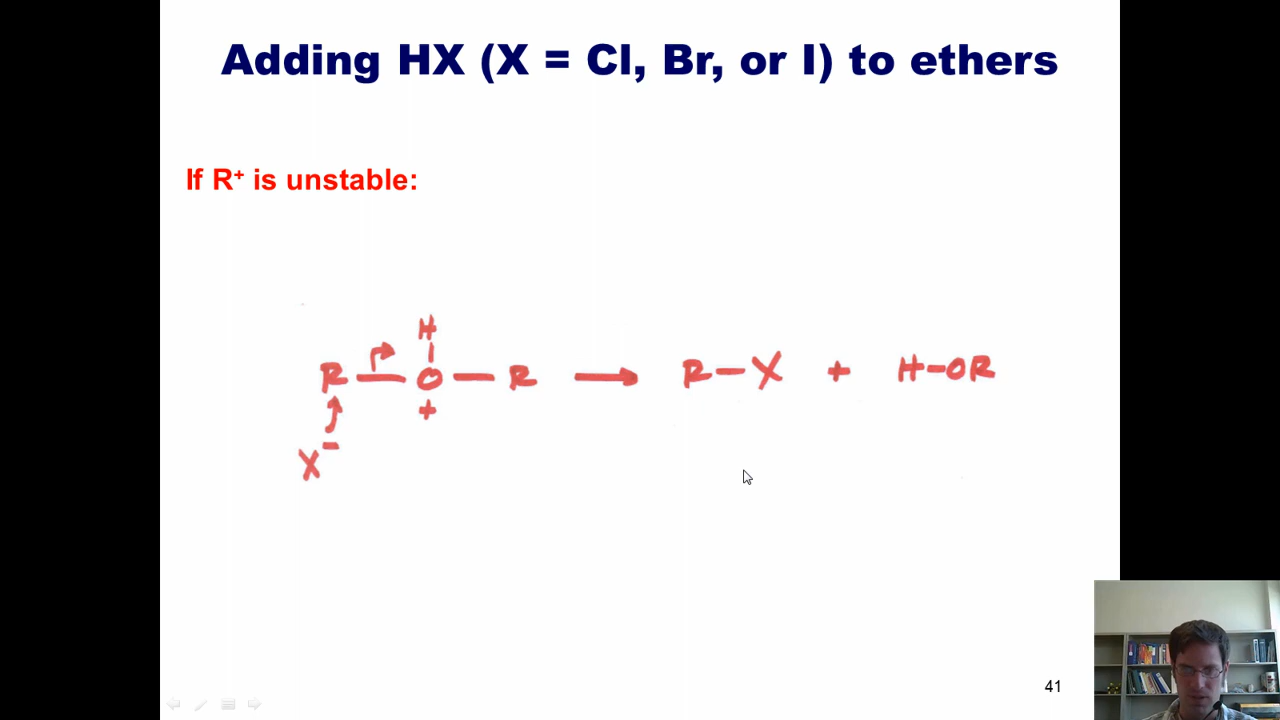 Adding HX (X = Cl, Br, or I) to ethers
If R⁺ is unstable:
H
R — O — R → R — X + H-OR
+
X⁻
41